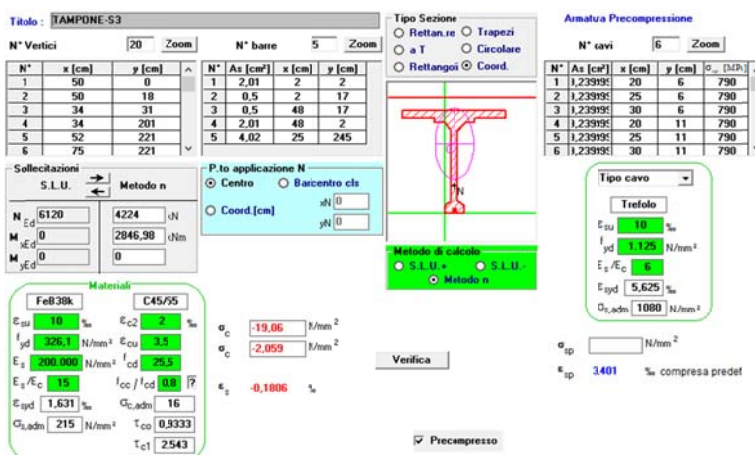 Titolo : TAMPONE-S3
N° Vertici 20 Zoom
N° barre 5 Zoom
N° x [cm] y [cm]
1 50 0
2 50 18
3 34 31
4 34 201
5 52 221
6 75 221
N° As [cm²] x [cm] y [cm]
1 2,01 2 2
2 0,5 2 17
3 0,5 48 17
4 2,01 48 2
5 4,02 25 245
Tipo Sezione
Rettan.re Trapezi
a T Circolare
Rettangoi Coord.
Armatura Precompressione
N° cavi 6 Zoom
N° As [cm²] x [cm] y [cm] [MPa]
1 20 6 790
2 25 6 790
3 30 6 790
4 20 11 790
5 25 11 790
6 30 11 790
Sollecitazioni
S.L.U. Metodo n
N Ed 6120 4224 kN
M xEd 0 2846,98 kNm
M yEd 0 0
P.to applicazione N
Centro Baricentro cls
Coord.[cm] xN 0
yN 0
N
Metodo di calcolo
S.L.U.+ S.L.U.-
Metodo n
Tipo cavo
Trefolo
ε su 10 ‰
f yd 1.125 N/mm²
E s /E c 6
ε syd 5,625 ‰
σ s,adm 1080 N/mm²
Materiali
FeB38k C45/55
ε su 10 ‰ ε c2 2 ‰
f yd 326,1 N/mm² ε cu 3,5
E s 200.000 N/mm² f cd 25,5
E s /E c 15 f cc / f cd 0,8 ?
ε syd 1,631 ‰ σ c,adm 16
σ s,adm 215 N/mm² τ co 0,9333
τ c1 2.543
σ c -19,06 N/mm²
σ c -2,059 N/mm²
ε s -0,1806 ‰
Verifica
Precompresso
σ sp N/mm²
ε sp 3.401 ‰ compresa predef